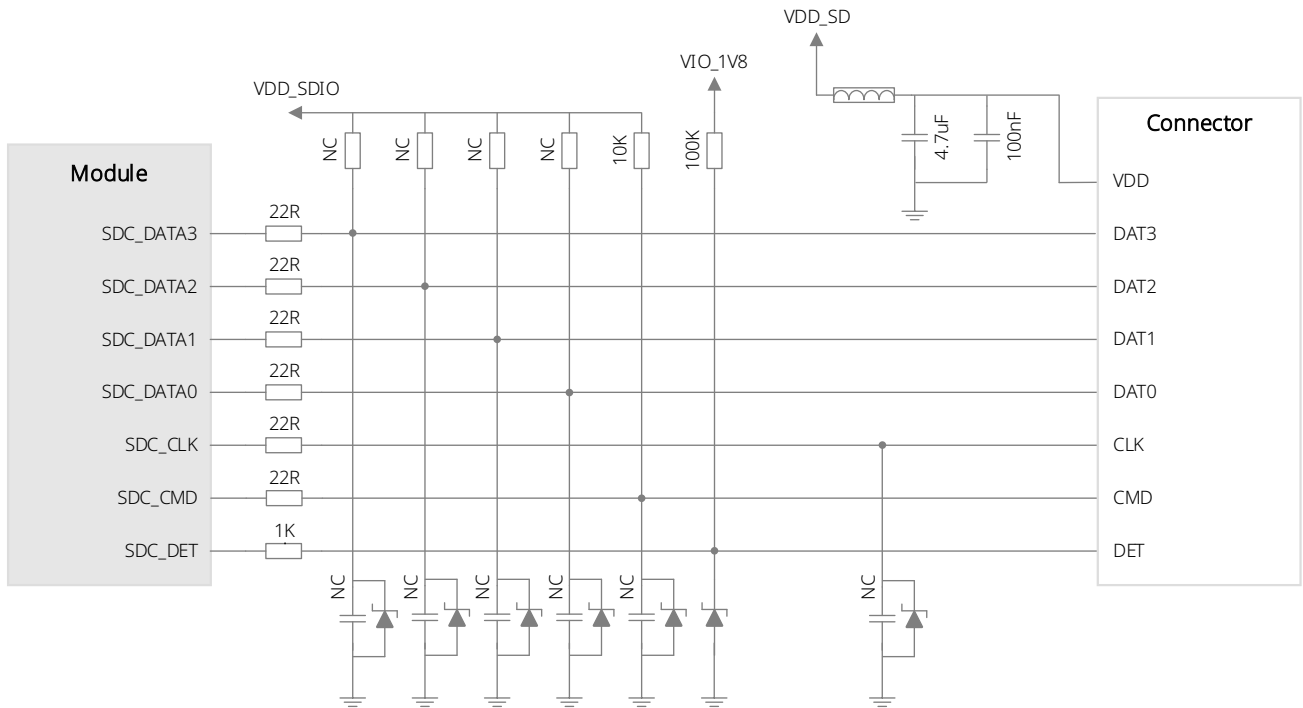 VDD_SD
VIO_1V8
VDD_SDIO
Connector
NC
NC
NC
NC
10K
100K
4.7uF
100nF
Module
VDD
22R
SDC_DATA3
DAT3
22R
SDC_DATA2
DAT2
22R
SDC_DATA1
DAT1
22R
SDC_DATA0
DAT0
22R
SDC_CLK
CLK
22R
SDC_CMD
CMD
1K
SDC_DET
DET
NC
NC
NC
NC
NC
NC